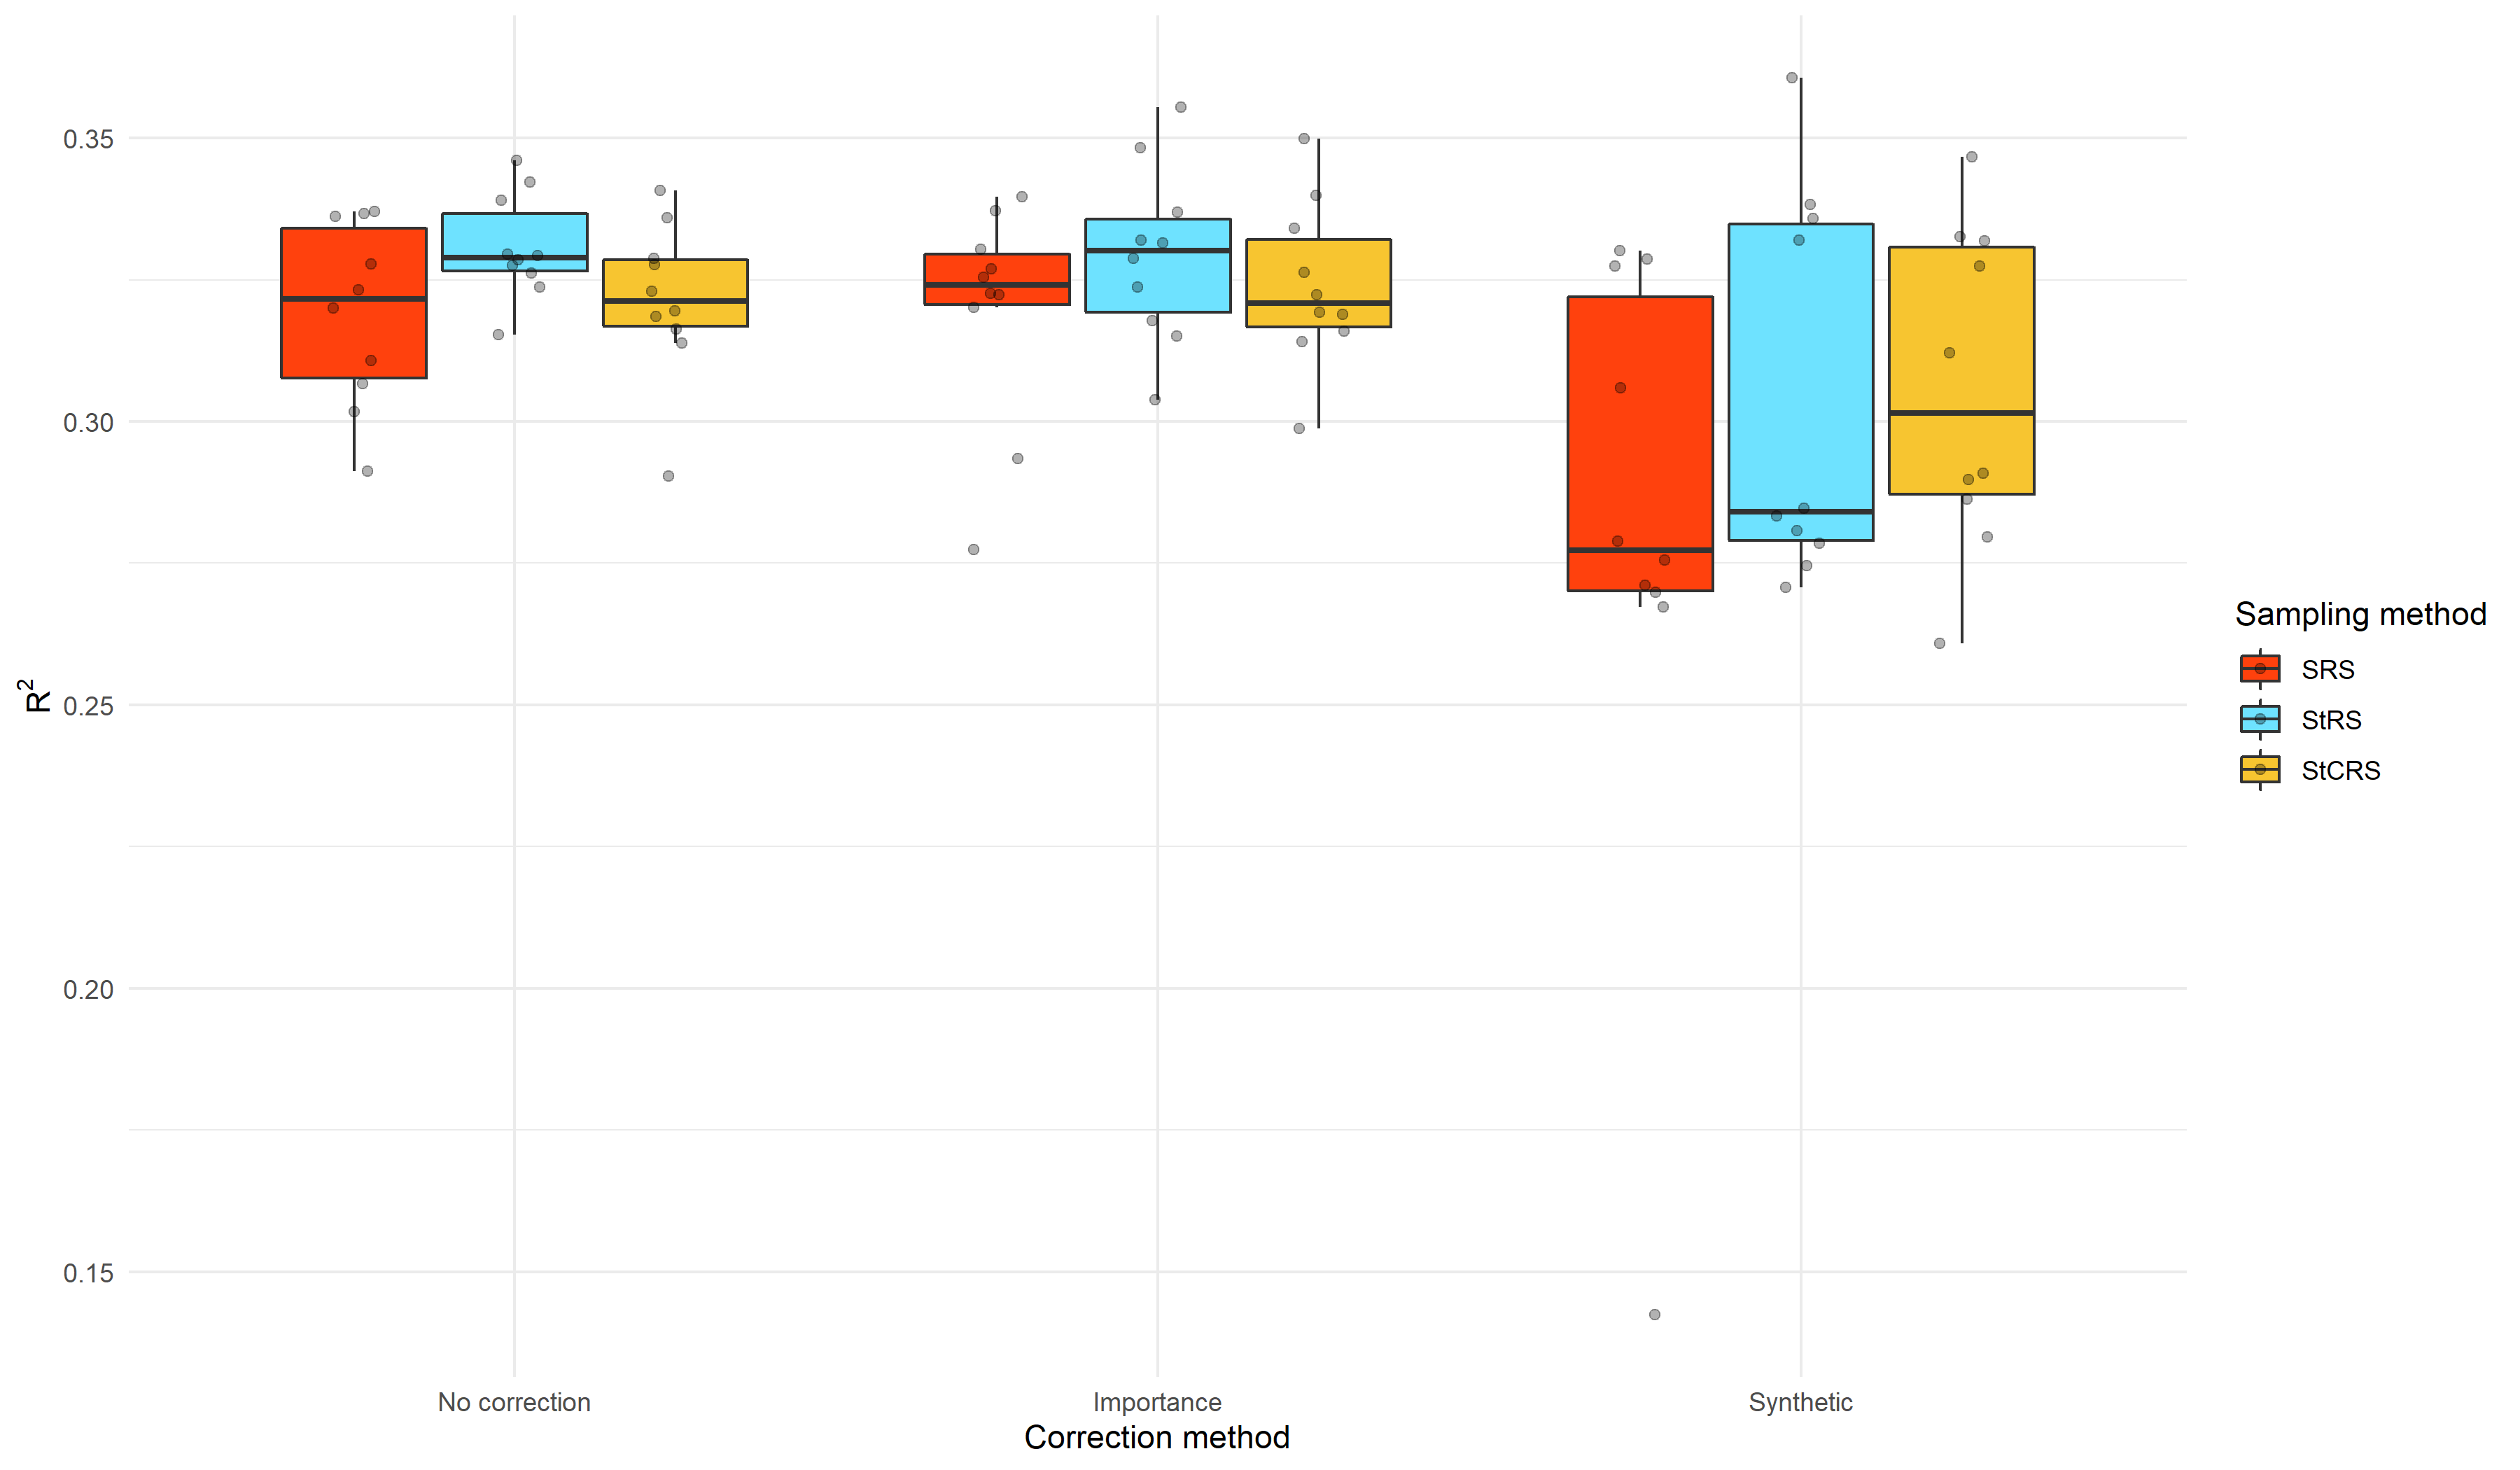 R²
0.35
0.30
0.25
0.20
0.15
No correction
Importance
Synthetic
Correction method
Sampling method
SRS
StRS
StCRS